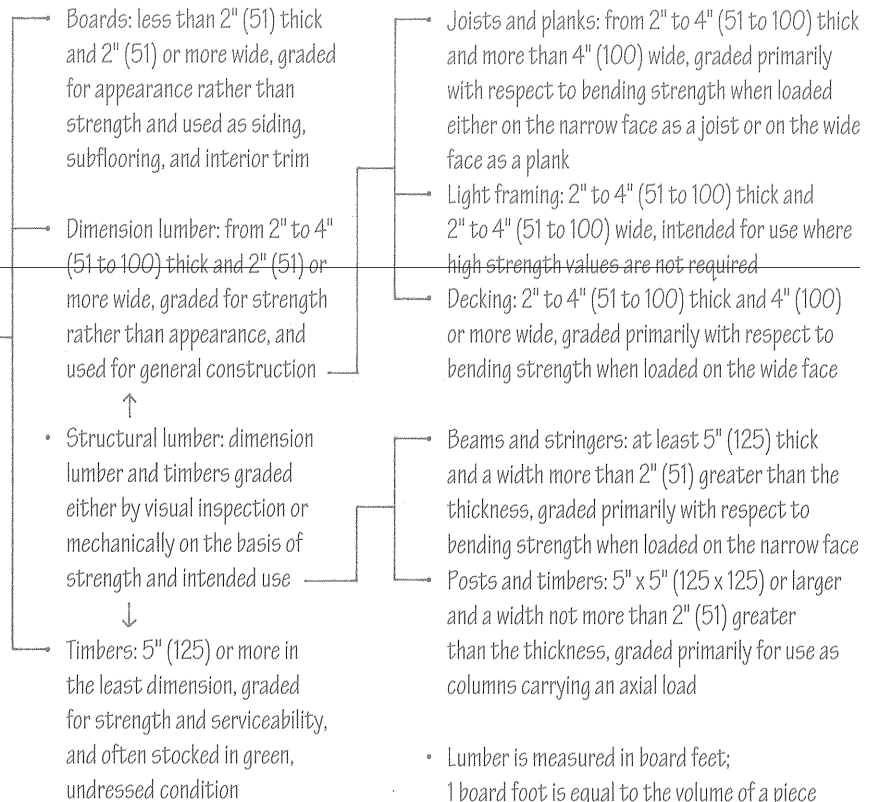 Boards: less than 2" (51) thick
and 2" (51) or more wide, graded
for appearance rather than
strength and used as siding,
subflooring, and interior trim
Dimension lumber: from 2" to 4"
(51 to 100) thick and 2" (51) or
more wide, graded for strength
rather than appearance, and
used for general construction
• Structural lumber: dimension
lumber and timbers graded
either by visual inspection or
mechanically on the basis of
strength and intended use
Timbers: 5" (125) or more in
the least dimension, graded
for strength and serviceability,
and often stocked in green,
undressed condition
Joists and planks: from 2" to 4" (51 to 100) thick
and more than 4" (100) wide, graded primarily
with respect to bending strength when loaded
either on the narrow face as a joist or on the wide
face as a plank
Light framing: 2" to 4" (51 to 100) thick and
2" to 4" (51 to 100) wide, intended for use where
high strength values are not required
Decking: 2" to 4" (51 to 100) thick and 4" (100)
or more wide, graded primarily with respect to
bending strength when loaded on the wide face
Beams and stringers: at least 5" (125) thick
and a width more than 2" (51) greater than the
thickness, graded primarily with respect to
bending strength when loaded on the narrow face
Posts and timbers: 5" x 5" (125 x 125) or larger
and a width not more than 2" (51) greater
than the thickness, graded primarily for use as
columns carrying an axial load
• Lumber is measured in board feet;
1 board foot is equal to the volume of a piece